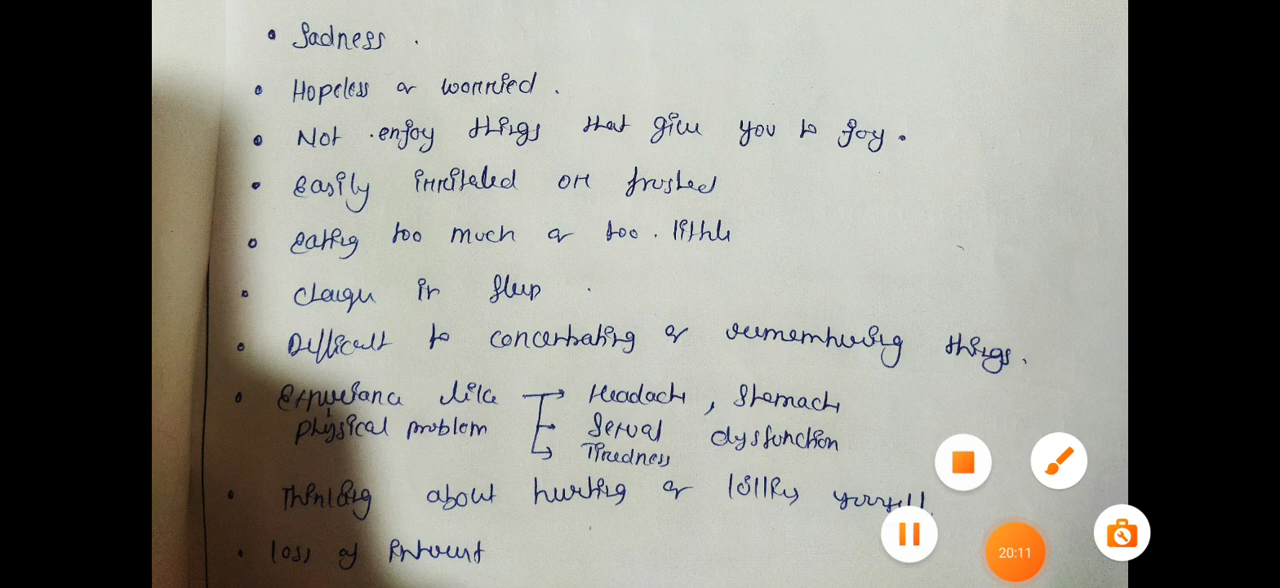 • Sadness.
• Hopeless or worried.
• Not enjoy things that give you to joy.
• Easily irritated or frusted
• Eating too much or too little
• Change in sleep
• Difficult to concentrating or remembering things.
• Experience like → Headach, Stomach
physical problem → Sexual dysfunction
→ Tiredness
• Thinking about hurting or killing yourself.
• Loss of Interest
20:11